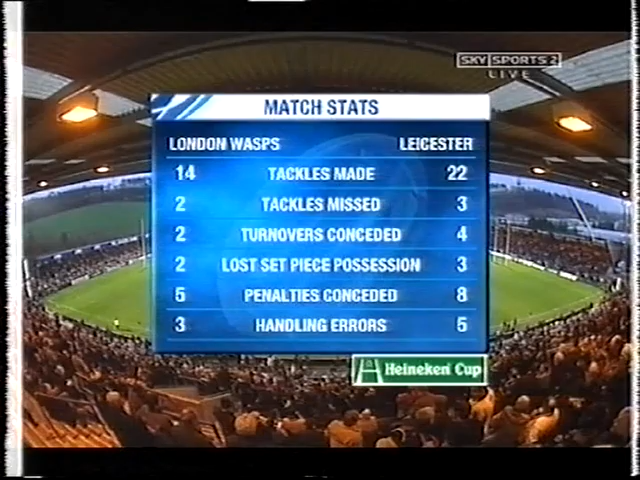 SKY SPORTS 2
LIVE
MATCH STATS
LONDON WASPS LEICESTER
14 TACKLES MADE 22
2 TACKLES MISSED 3
2 TURNOVERS CONCEDED 4
2 LOST SET PIECE POSSESSION 3
5 PENALTIES CONCEDED 8
3 HANDLING ERRORS 5
Heineken Cup